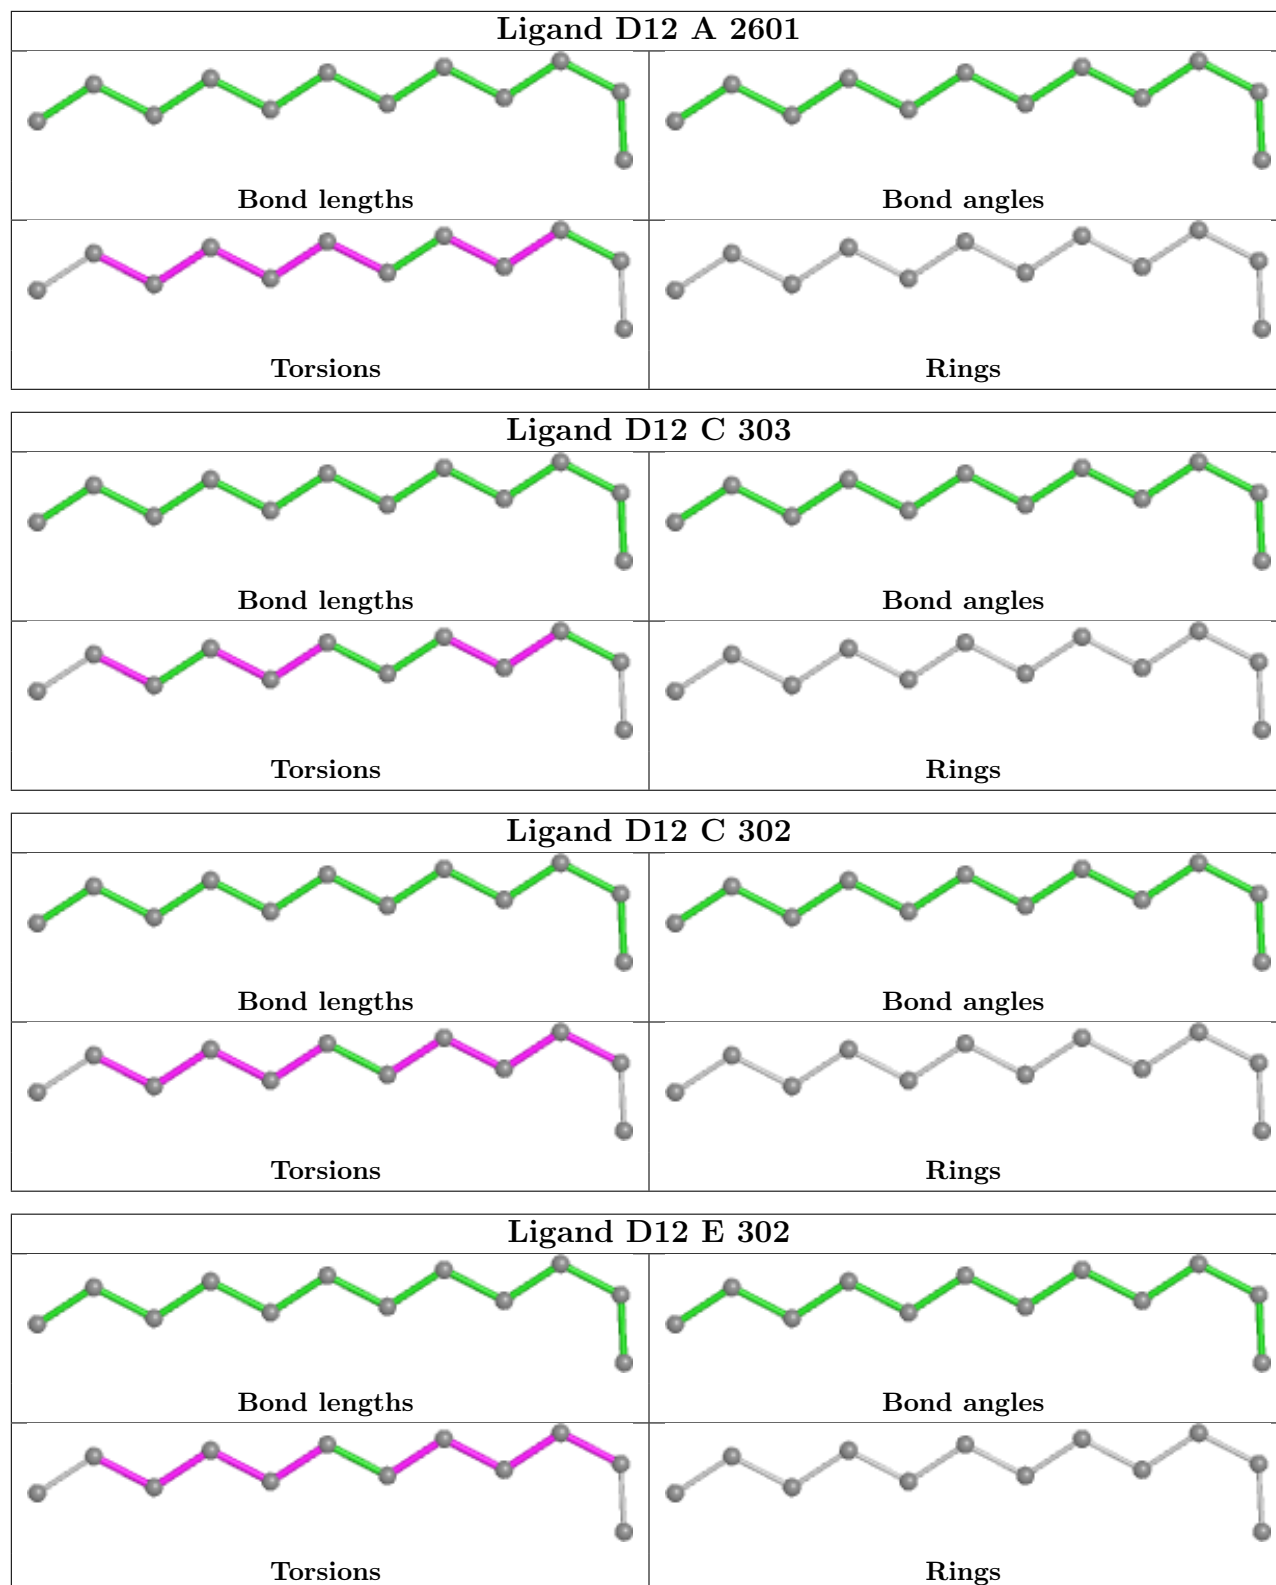 Ligand D12 A 2601
Bond lengths
Bond angles
Torsions
Rings
Ligand D12 C 303
Bond lengths
Bond angles
Torsions
Rings
Ligand D12 C 302
Bond lengths
Bond angles
Torsions
Rings
Ligand D12 E 302
Bond lengths
Bond angles
Torsions
Rings